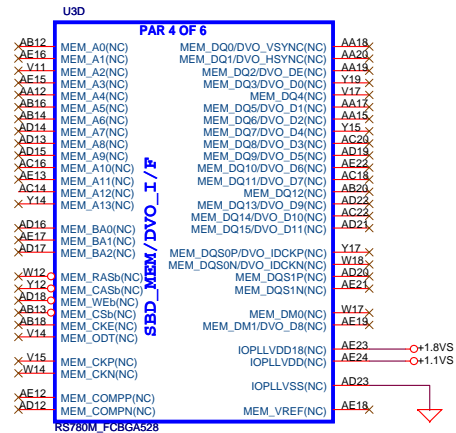 U3D
PAR 4 OF 6
AB12 MEM_A0(NC) MEM_DQ0/DVO_VSYNC(NC) AA18
AE16 MEM_A1(NC) MEM_DQ1/DVO_HSYNC(NC) AA20
V11 MEM_A2(NC) MEM_DQ2/DVO_DE(NC) AA19
AE15 MEM_A3(NC) MEM_DQ3/DVO_D0(NC) Y19
AA12 MEM_A4(NC) MEM_DQ4(NC) V17
AB16 MEM_A5(NC) MEM_DQ5/DVO_D1(NC) AA17
AB14 MEM_A6(NC) MEM_DQ6/DVO_D2(NC) AA15
AD14 MEM_A7(NC) MEM_DQ7/DVO_D4(NC) Y15
AD13 MEM_A8(NC) MEM_DQ8/DVO_D3(NC) AC20
AD15 MEM_A9(NC) MEM_DQ9/DVO_D5(NC) AD19
AC16 MEM_A10(NC) MEM_DQ10/DVO_D6(NC) AE22
AE13 MEM_A11(NC) MEM_DQ11/DVO_D7(NC) AC18
AC14 MEM_A12(NC) MEM_DQ12(NC) AB20
Y14 MEM_A13(NC) MEM_DQ13/DVO_D9(NC) AD22
MEM_DQ14/DVO_D10(NC) AC22
AD16 MEM_BA0(NC) MEM_DQ15/DVO_D11(NC) AD21
AE17 MEM_BA1(NC)
AD17 MEM_BA2(NC) MEM_DQS0P/DVO_IDCKP(NC) Y17
MEM_DQS0N/DVO_IDCKN(NC) W18
W12 MEM_RASb(NC) MEM_DQS1P(NC) AD20
Y12 MEM_CASb(NC) MEM_DQS1N(NC) AE21
AD18 MEM_WEb(NC)
AB13 MEM_CSb(NC) MEM_DM0(NC) W17
AB18 MEM_CKE(NC) MEM_DM1/DVO_D8(NC) AE19
V14 MEM_ODT(NC)
IOPLLVDD18(NC) AE23 +1.8VS
V15 MEM_CKP(NC) IOPLLVDD(NC) AE24 +1.1VS
W14 MEM_CKN(NC)
IOPLLVSS(NC) AD23
AE12 MEM_COMPP(NC)
AD12 MEM_COMPN(NC) MEM_VREF(NC) AE18
SBD_MEM/DVO_I/F
RS780M_FCBGA528